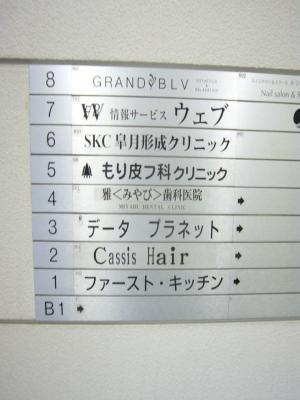 8 GRAND BLV
Nail salon & S
7 情報サービス ウェブ
6 SKC 皐月形成クリニック
5 もり皮フ科クリニック
4 雅<みやび>歯科医院
MIYABI DENTAL CLINIC
3 データ プラネット
2 Cassis Hair
1 ファースト・キッチン
B1